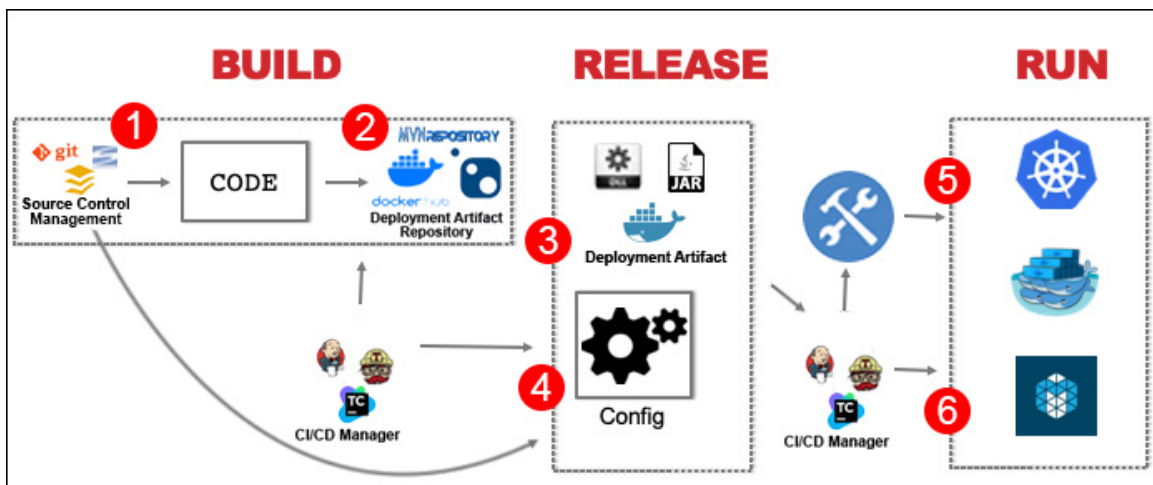 BUILD
RELEASE
RUN
1
2
git
MVNREPOSITORY
CODE
docker hub
Source Control
Management
Deployment Artifact
Repository
DLL
JAR
5
3
Deployment Artifact
4
Config
TC
CI/CD Manager
TC
CI/CD Manager
6